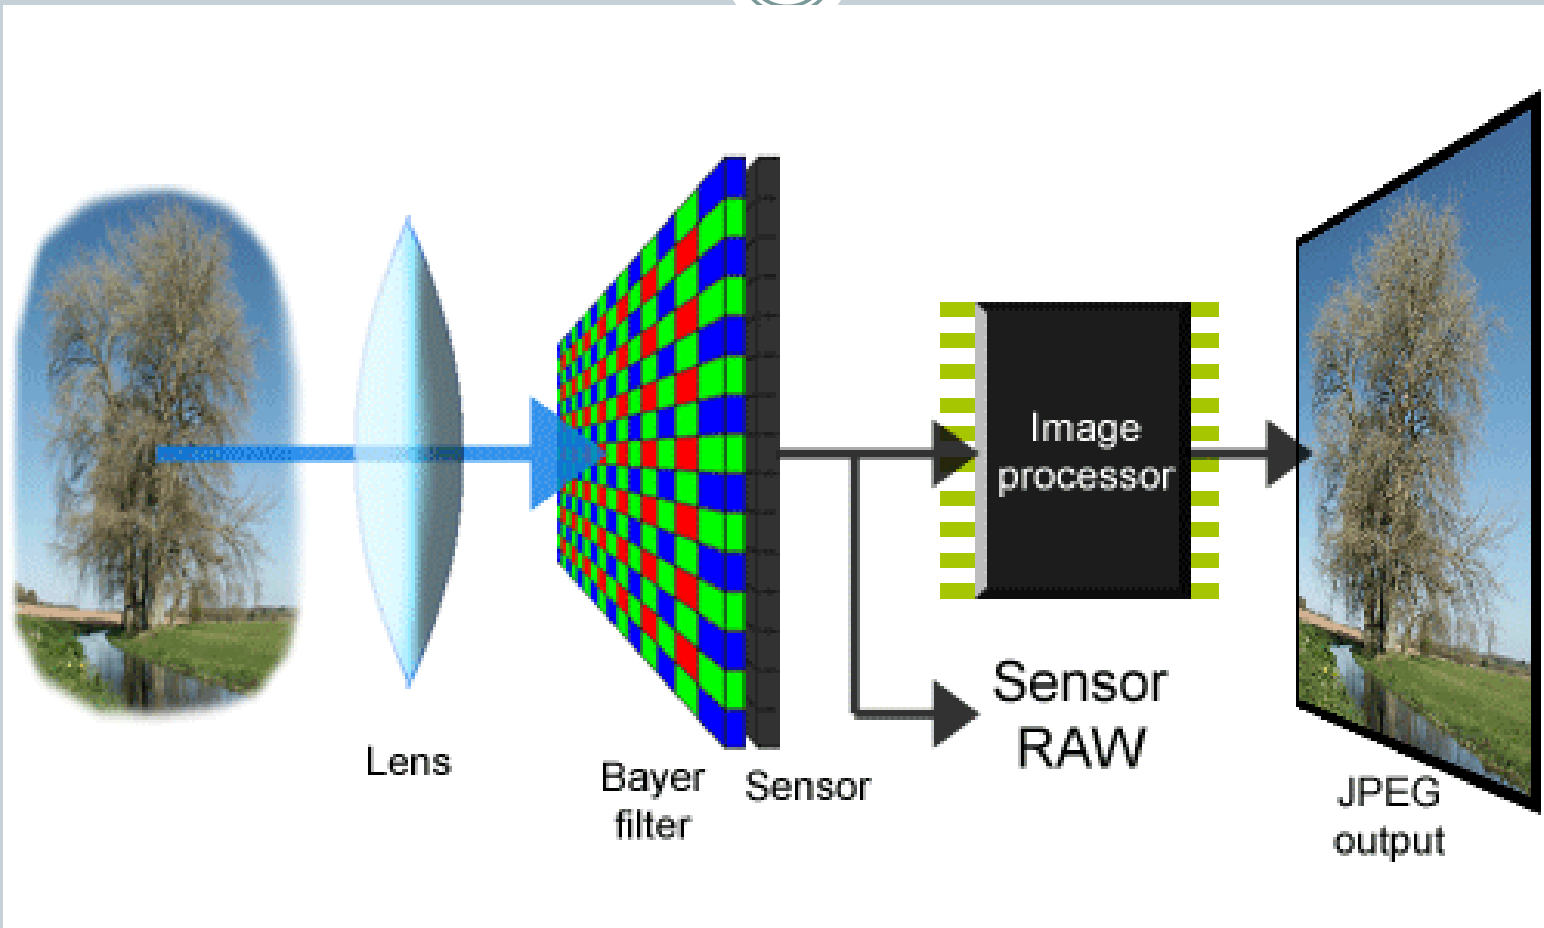 Image
processor
Sensor
RAW
Lens
Bayer
filter
Sensor
JPEG
output